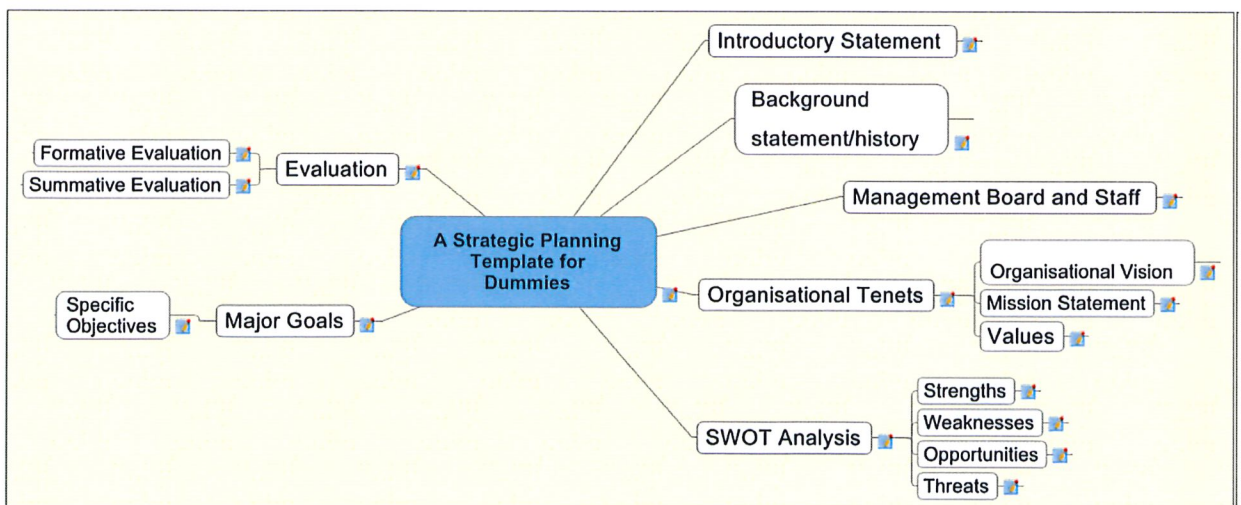 A Strategic Planning
Template for
Dummies
Introductory Statement
Background
statement/history
Management Board and Staff
Organisational Tenets
Organisational Vision
Mission Statement
Values
SWOT Analysis
Strengths
Weaknesses
Opportunities
Threats
Major Goals
Specific
Objectives
Evaluation
Formative Evaluation
Summative Evaluation